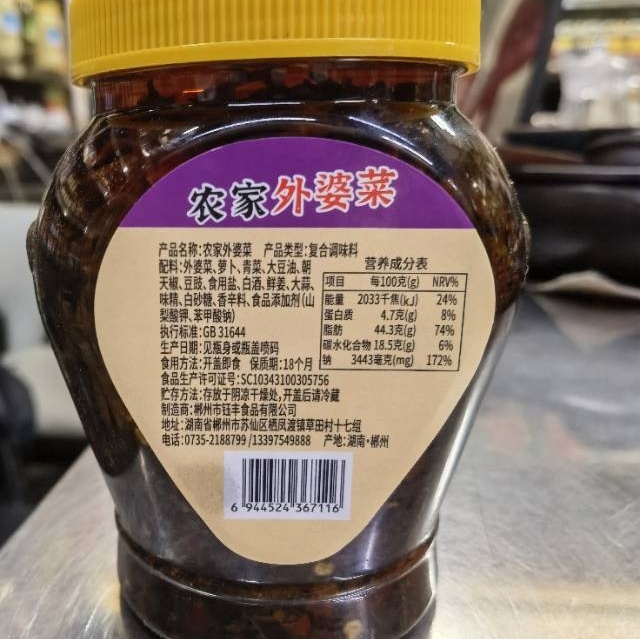 农家外婆菜
产品名称:农家外婆菜 产品类型:复合调味料
配料:外婆菜、萝卜、青菜、大豆油、朝
天椒、豆豉、食用盐、白酒、鲜姜、大蒜、
味精、白砂糖、香辛料、食品添加剂(山
梨酸钾、苯甲酸钠)
执行标准:GB 31644
生产日期:见瓶身或瓶盖喷码
食用方法:开盖即食 保质期:18个月
食品生产许可证号:SC10343100305756
贮存方法:存放于阴凉干燥处,开盖后请冷藏
制造商:郴州市钰丰食品有限公司
地址:湖南省郴州市苏仙区栖凤渡镇草田村十七组
电话:0735-2188799 /13397549888 产地:湖南·郴州
营养成分表
项目 每100克(g) NRV%
能量 2033千焦(kJ) 24%
蛋白质 4.7克(g) 8%
脂肪 44.3克(g) 74%
碳水化合物 18.5克(g) 6%
钠 3443毫克(mg) 172%
6 944524 367116